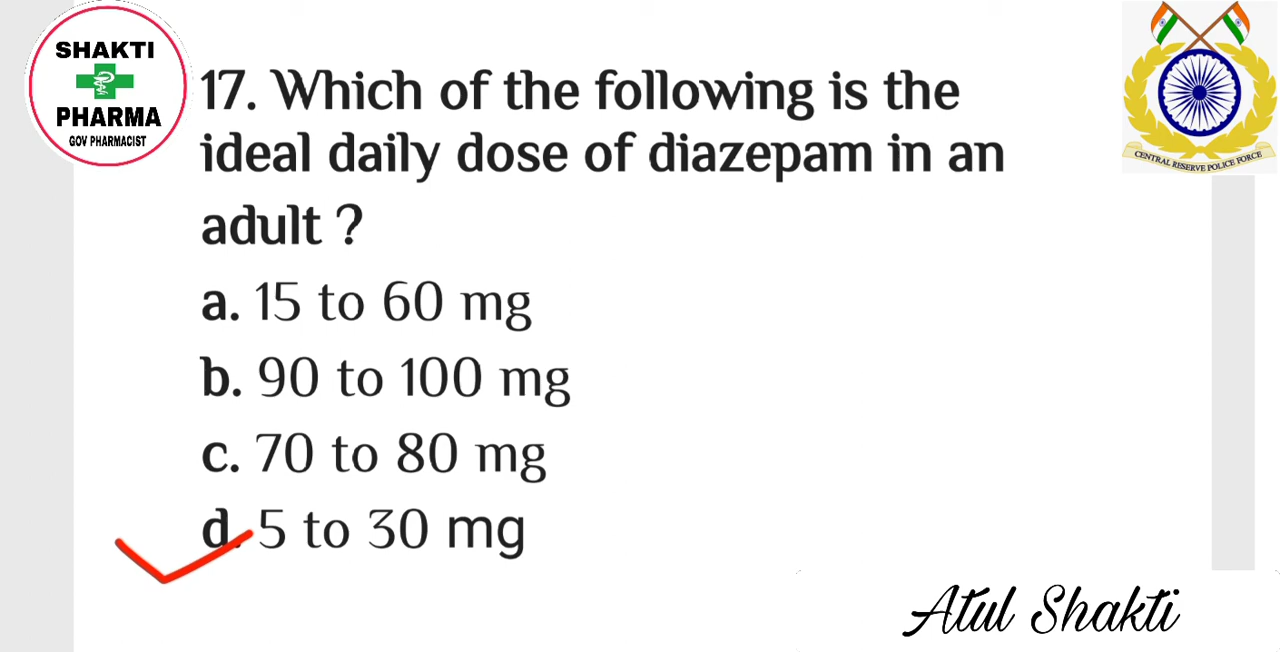 SHAKTI
PHARMA
GOV PHARMACIST
17. Which of the following is the
ideal daily dose of diazepam in an
adult ?
a. 15 to 60 mg
b. 90 to 100 mg
c. 70 to 80 mg
d. 5 to 30 mg
CENTRAL RESERVE POLICE FORCE
Atul Shakti